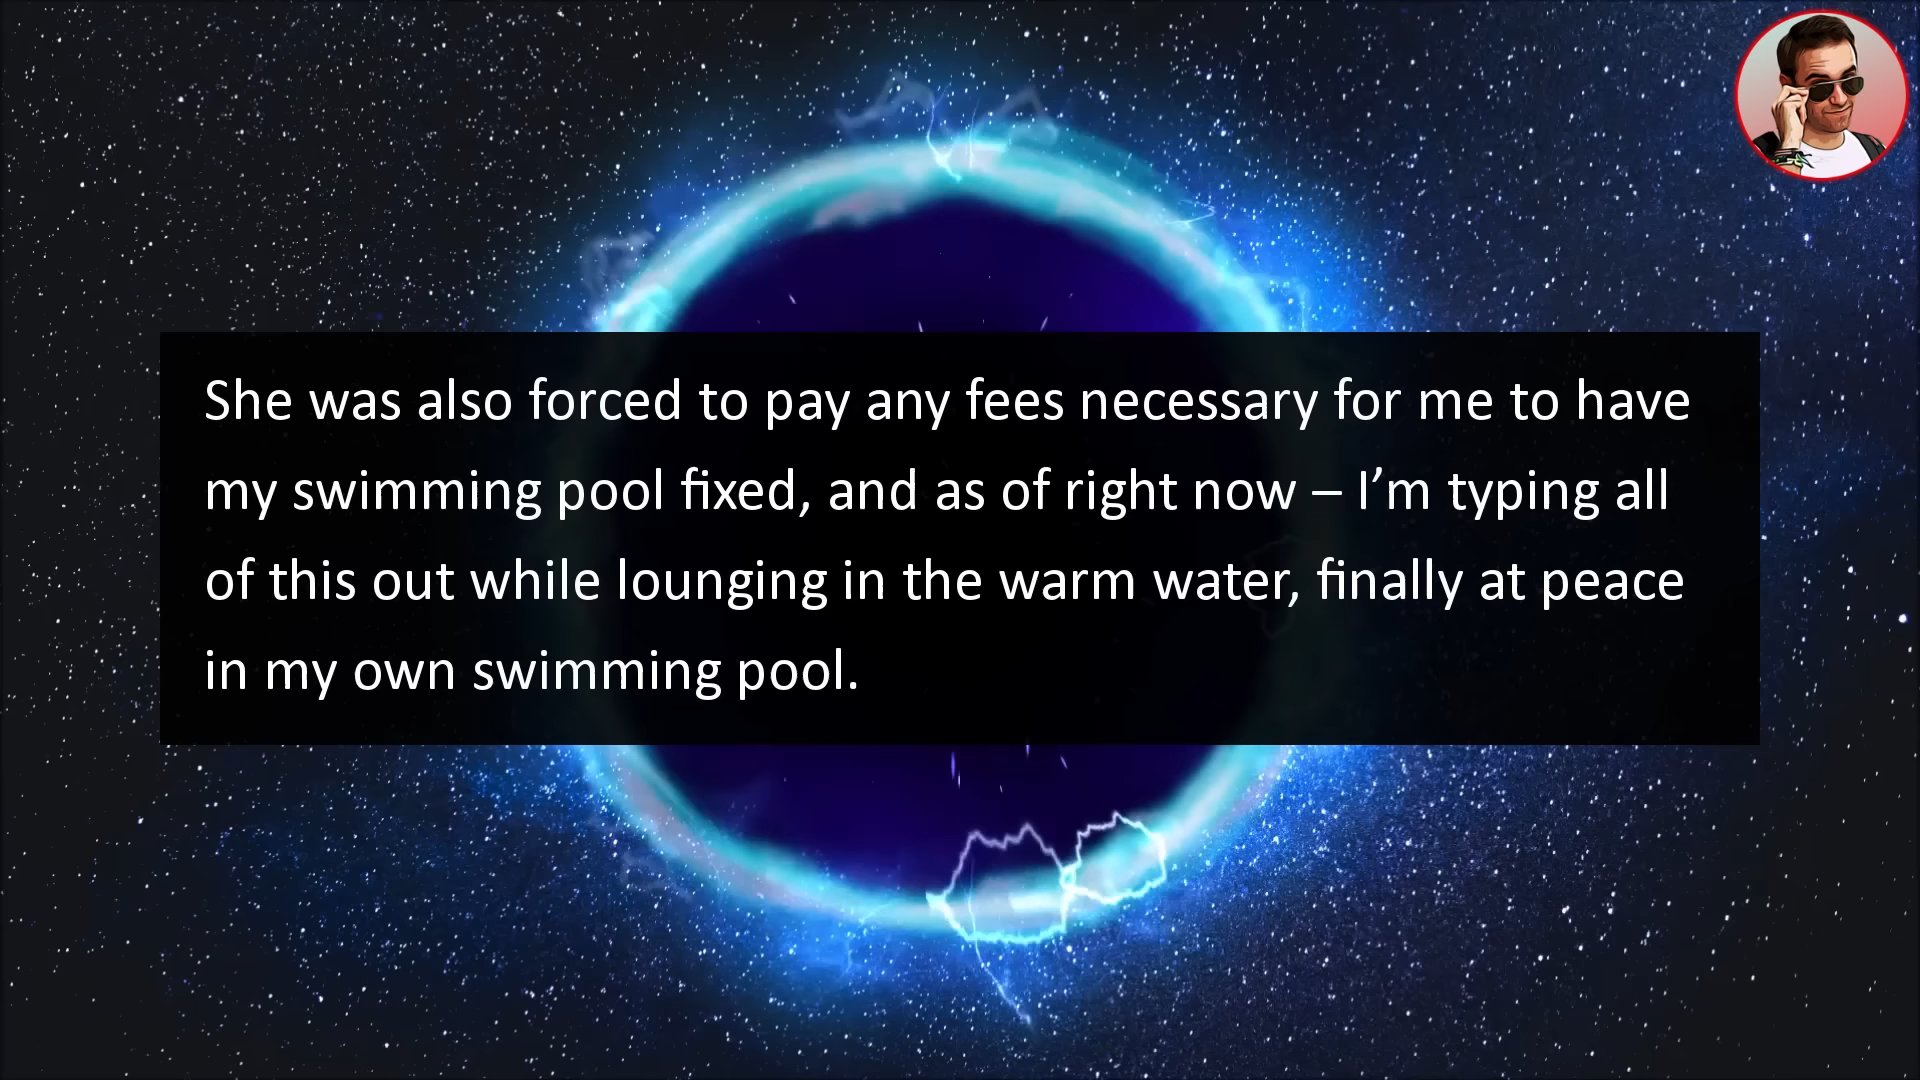 She was also forced to pay any fees necessary for me to have
my swimming pool fixed, and as of right now – I’m typing all
of this out while lounging in the warm water, finally at peace
in my own swimming pool.